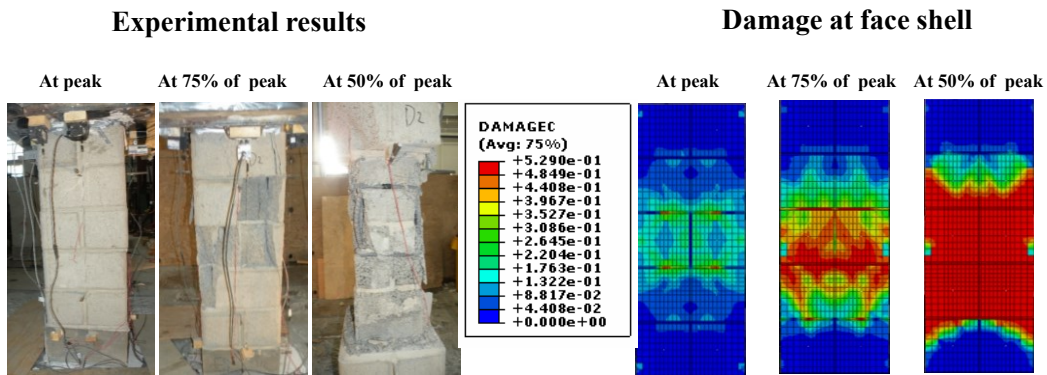 Experimental results
Damage at face shell
At peak
At 75% of peak
At 50% of peak
At peak
At 75% of peak
At 50% of peak
D2
DAMAGEC
(Avg: 75%)
+5.290e-01
+4.849e-01
+4.408e-01
+3.967e-01
+3.527e-01
+3.086e-01
+2.645e-01
+2.204e-01
+1.763e-01
+1.322e-01
+8.817e-02
+4.408e-02
+0.000e+00